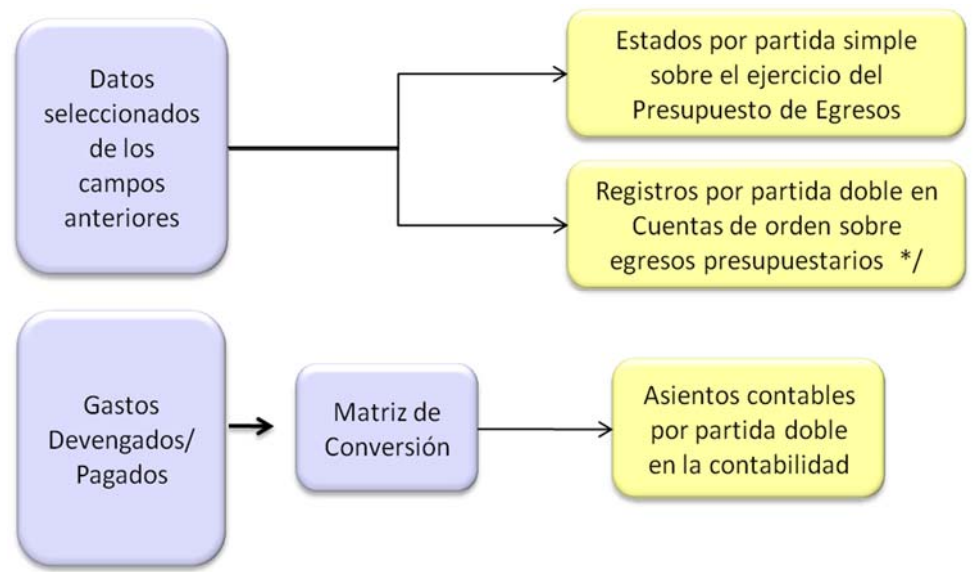 Datos
seleccionados
de los
campos
anteriores
Estados por partida simple
sobre el ejercicio del
Presupuesto de Egresos
Registros por partida doble en
Cuentas de orden sobre
egresos presupuestarios */
Gastos
Devengados/
Pagados
Matriz de
Conversión
Asientos contables
por partida doble
en la contabilidad